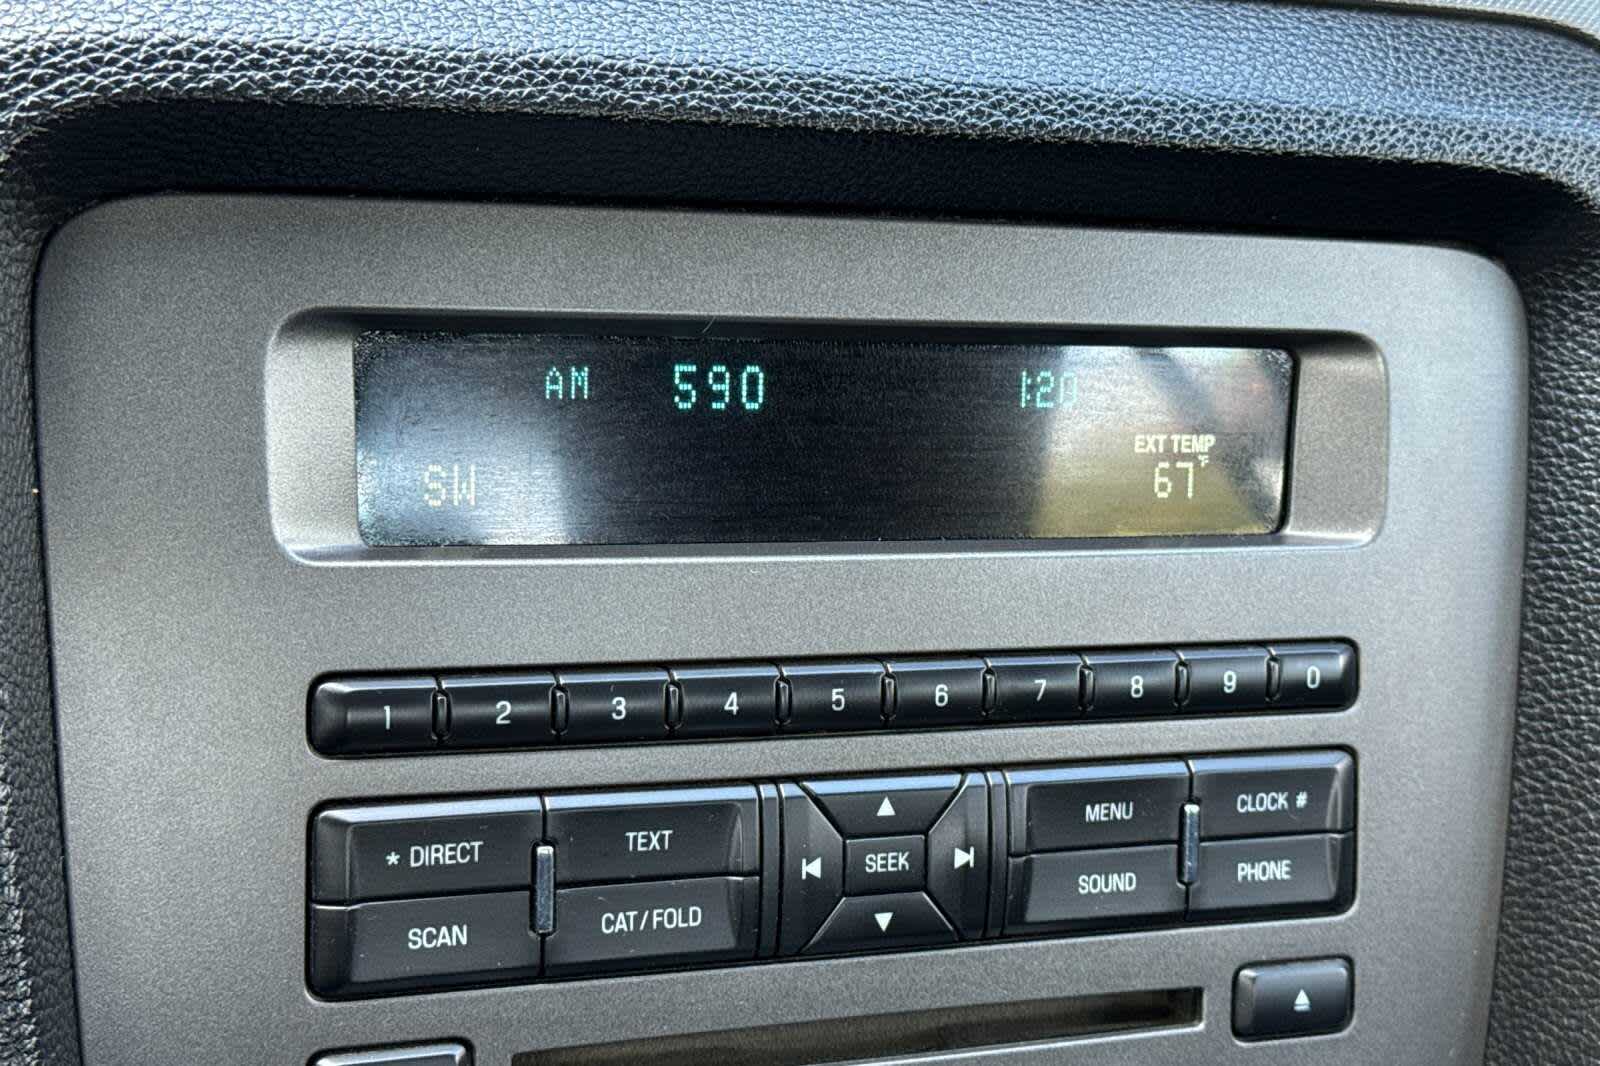 AM 590 1:20
EXT TEMP
SW 67°F
1 2 3 4 5 6 7 8 9 0
* DIRECT TEXT MENU CLOCK #
SEEK
SCAN CAT/FOLD SOUND PHONE